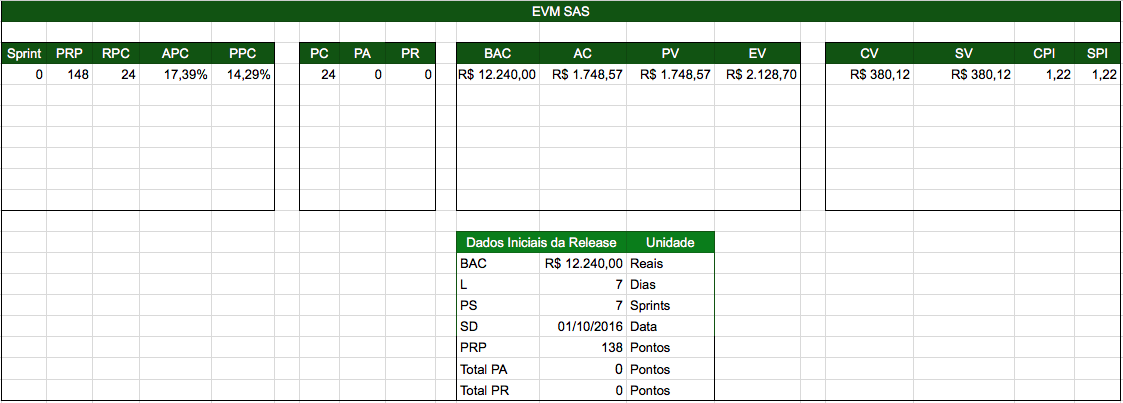 EVM SAS
Sprint PRP RPC APC PPC PC PA PR BAC AC PV EV CV SV CPI SPI
0 148 24 17,39% 14,29% 24 0 0 R$ 12.240,00 R$ 1.748,57 R$ 1.748,57 R$ 2.128,70 R$ 380,12 R$ 380,12 1,22 1,22
Dados Iniciais da Release Unidade
BAC R$ 12.240,00 Reais
L 7 Dias
PS 7 Sprints
SD 01/10/2016 Data
PRP 138 Pontos
Total PA 0 Pontos
Total PR 0 Pontos